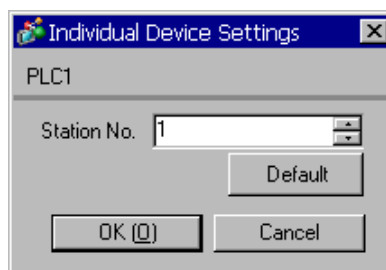 Individual Device Settings
PLC1
Station No. 1
Default
OK (O) Cancel